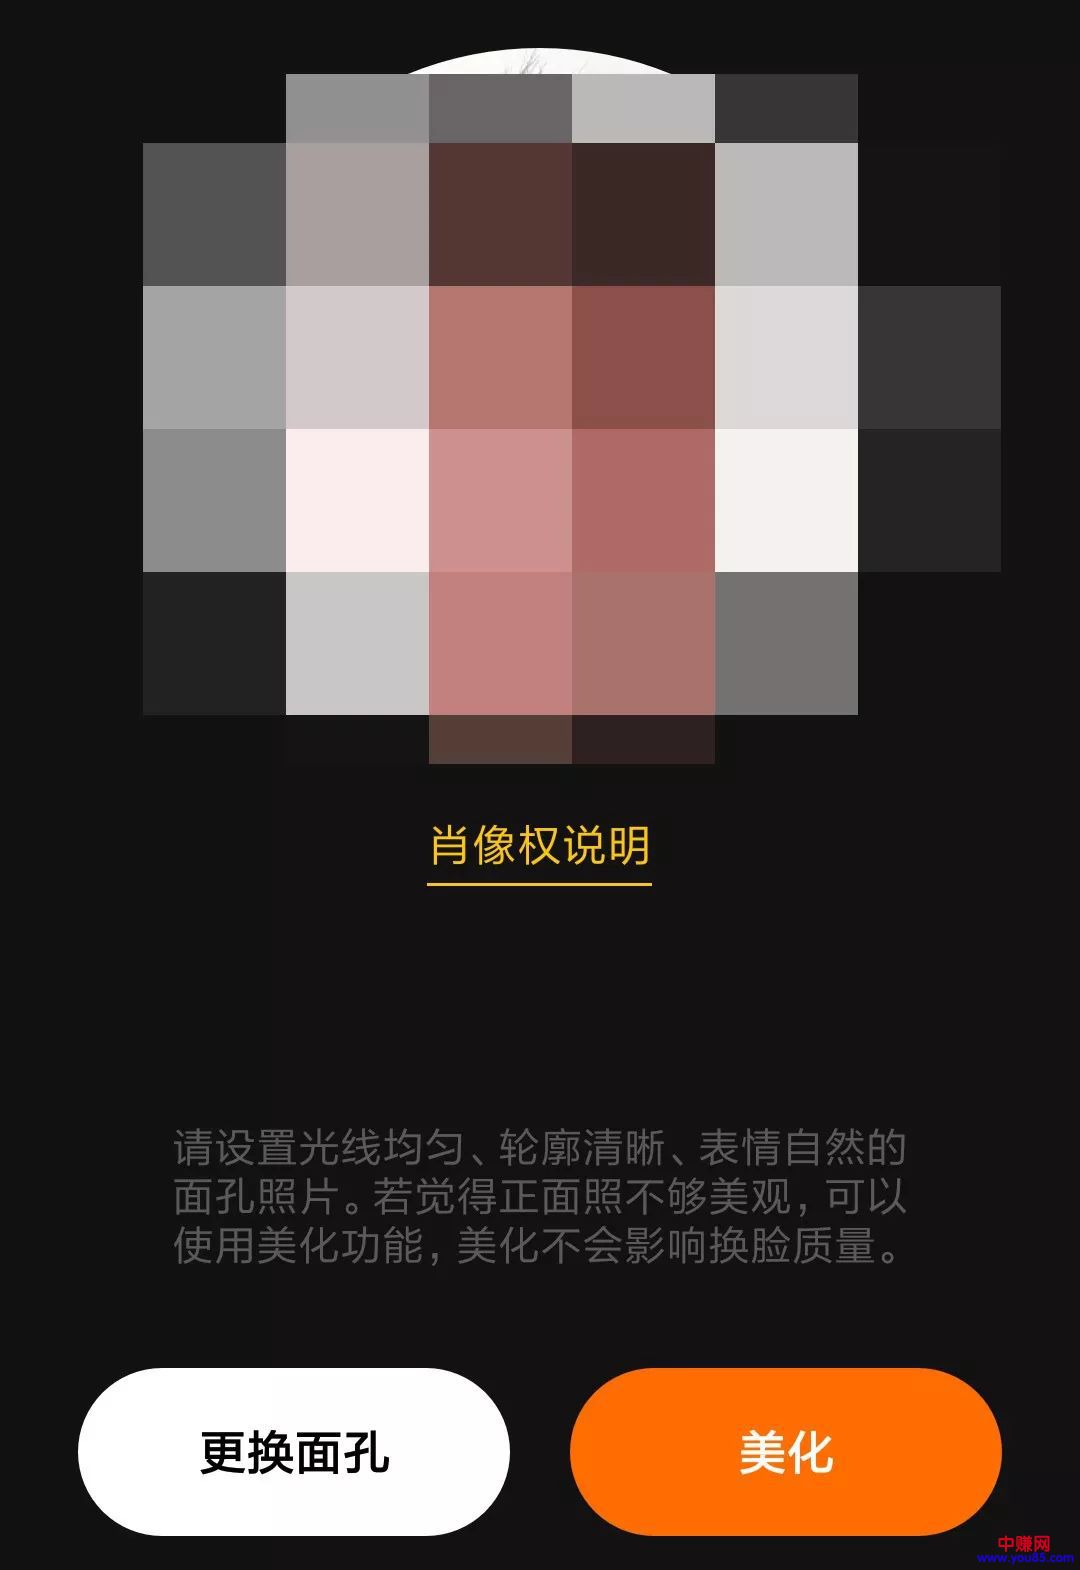 肖像权说明
请设置光线均匀、轮廓清晰、表情自然的
面孔照片。若觉得正面照不够美观，可以
使用美化功能，美化不会影响换脸质量。
更换面孔
美化
中赚网
www.you85.com